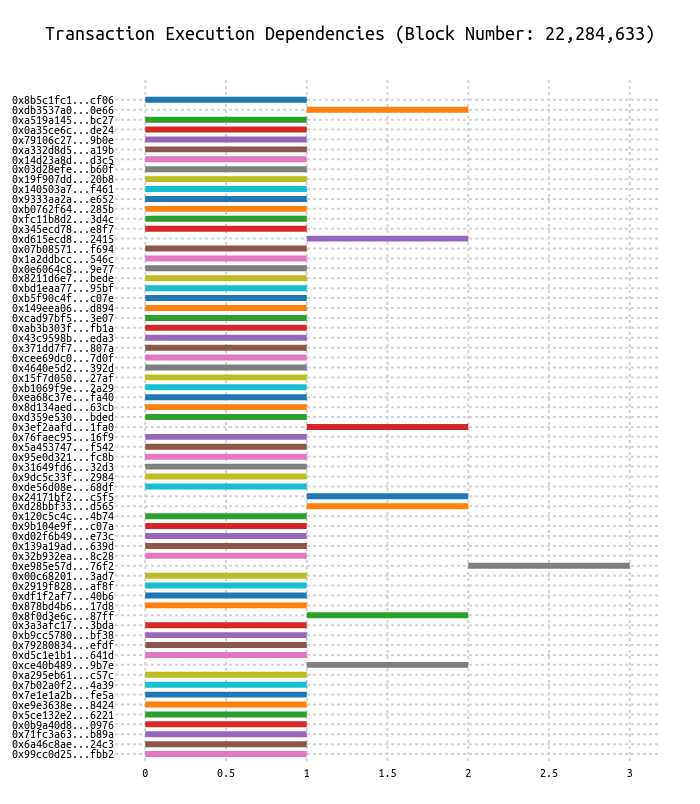 Transaction Execution Dependencies (Block Number: 22,284,633)
0x8b5c1fc1...cf06
0xdb3537a0...0e66
0xa519a145...bc27
0x0a35ce6c...de24
0x79106c27...9b0e
0xa332d8d5...a19b
0x14d23a8d...d3c5
0x03d28efe...b60f
0x19f907dd...20b8
0x140503a7...f461
0x9333aa2a...e652
0xb0762f64...285b
0xfc11b8d2...3d4c
0x345ecd78...e8f7
0xd615ecd8...2415
0x07b08571...f694
0x1a2ddbcc...546c
0x0e6064c8...9e77
0x8211d6e7...bede
0xbd1eaa77...95bf
0xb5f90c4f...c07e
0x149eea06...d894
0xcad97bf5...3e07
0xab3b303f...fb1a
0x43c9598b...eda3
0x371dd7f7...807a
0xcee69dc0...7d0f
0x4640e5d2...392d
0x15f7d050...27af
0xb1069f9e...2a29
0xea68c37e...fa40
0x8d134aed...63cb
0xd359e530...bded
0x3ef2aafd...1fa0
0x76faec95...16f9
0x5a453747...f542
0x95e0d321...fc8b
0x31649fd6...32d3
0x9dc5c33f...2984
0xde56d08e...68df
0x24171bf2...c5f5
0xd28bbf33...d565
0x120c5c4c...4b74
0x9b104e9f...c07a
0xd02f6b49...e73c
0x139a19ad...639d
0x32b932ea...8c28
0xe985e57d...76f2
0x00c68201...3ad7
0x2919f828...af8f
0xdf1f2af7...40b6
0x878bd4b6...17d8
0x8f0d3e6c...87ff
0x3a3afc17...3bda
0xb9cc5780...bf38
0x79280834...efdf
0xd5c1e1b1...641d
0xce40b489...9b7e
0xa295eb61...c57c
0x7b02a0f2...4a39
0x7e1e1a2b...fe5a
0xe9e3638e...8424
0x5ce132e2...6221
0x0b9a40d8...0976
0x71fc3a63...b89a
0x6a46c8ae...24c3
0x99cc0d25...fbb2
0 0.5 1 1.5 2 2.5 3